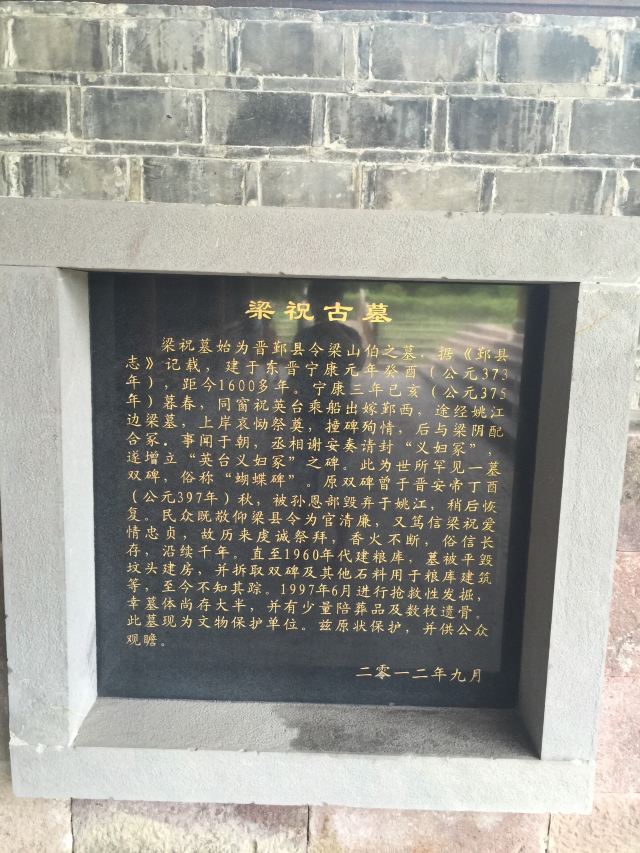 梁祝古墓
梁祝墓始为晋鄞县令梁山伯之墓，据《鄞县
志》记载，建于东晋宁康元年癸酉（公元373
年），距今1600多年。宁康三年乙亥（公元375
年）暮春，同窗祝英台乘船出嫁鄞西，途经姚江
边梁墓，上岸哀恸祭奠，撞碑殉情，后与梁阴配
合冢．事闻于朝，丞相谢安奏请封“义妇冢”，
遂增立“英台义妇冢”之碑。此为世所罕见一墓
双碑，俗称“蝴蝶碑”。原双碑曾于晋安帝丁酉
（公元397年）秋，被孙恩部毁弃于姚江，稍后恢
复。民众既敬仰梁县令为官清廉，又笃信梁祝爱
情忠贞，故历来虔诚祭拜，香火不断，俗信长
存，沿续千年。直至1960年代建粮库，墓被平毁
坟头建房，并拆取双碑及其他石料用于粮库建筑
等，至今不知其踪。1997年6月进行抢救性发掘，
幸墓体尚存大半，并有少量陪葬品及数枚遗骨。
此墓现为文物保护单位。兹原状保护，并供公众
观瞻。
二零一二年九月